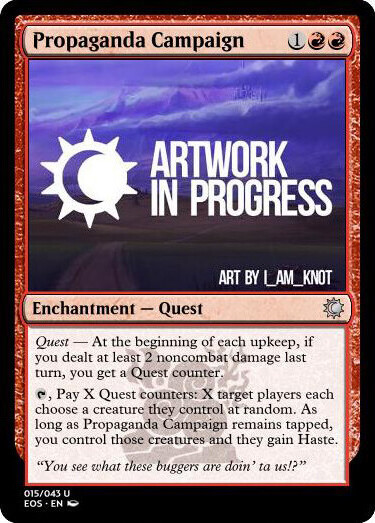 Propaganda Campaign 1
ARTWORK
IN PROGRESS
ART BY I_AM_KNOT
Enchantment — Quest
Quest — At the beginning of each upkeep, if
you dealt at least 2 noncombat damage last
turn, you get a Quest counter.
, Pay X Quest counters: X target players each
choose a creature they control at random. As
long as Propaganda Campaign remains tapped,
you control those creatures and they gain Haste.
“You see what these buggers are doin’ ta us!?”
015/043 U
EOS · EN